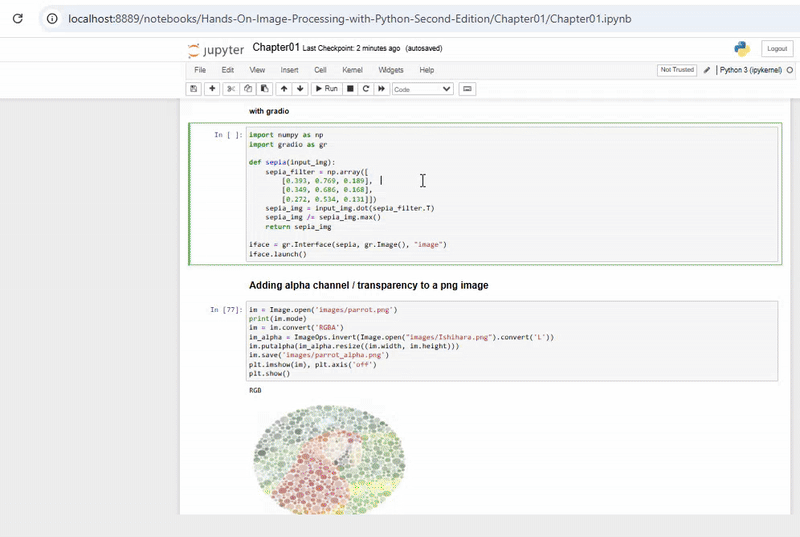 localhost:8889/notebooks/Hands-On-Image-Processing-with-Python-Second-Edition/Chapter01/Chapter01.ipynb
jupyter Chapter01 Last Checkpoint: 2 minutes ago (autosaved) Logout
File Edit View Insert Cell Kernel Widgets Help Not Trusted Python 3 (ipykernel)
Run Code
with gradio
In [ ]: import numpy as np
import gradio as gr
def sepia(input_img):
    sepia_filter = np.array([
        [0.393, 0.769, 0.189],
        [0.349, 0.686, 0.168],
        [0.272, 0.534, 0.131]])
    sepia_img = input_img.dot(sepia_filter.T)
    sepia_img /= sepia_img.max()
    return sepia_img
iface = gr.Interface(sepia, gr.Image(), "image")
iface.launch()
Adding alpha channel / transparency to a png image
In [77]: im = Image.open('images/parrot.png')
print(im.mode)
im = im.convert('RGBA')
im_alpha = ImageOps.invert(Image.open("images/Ishihara.png").convert('L'))
im.putalpha(im_alpha.resize((im.width, im.height)))
im.save('images/parrot_alpha.png')
plt.imshow(im), plt.axis('off')
plt.show()
RGB